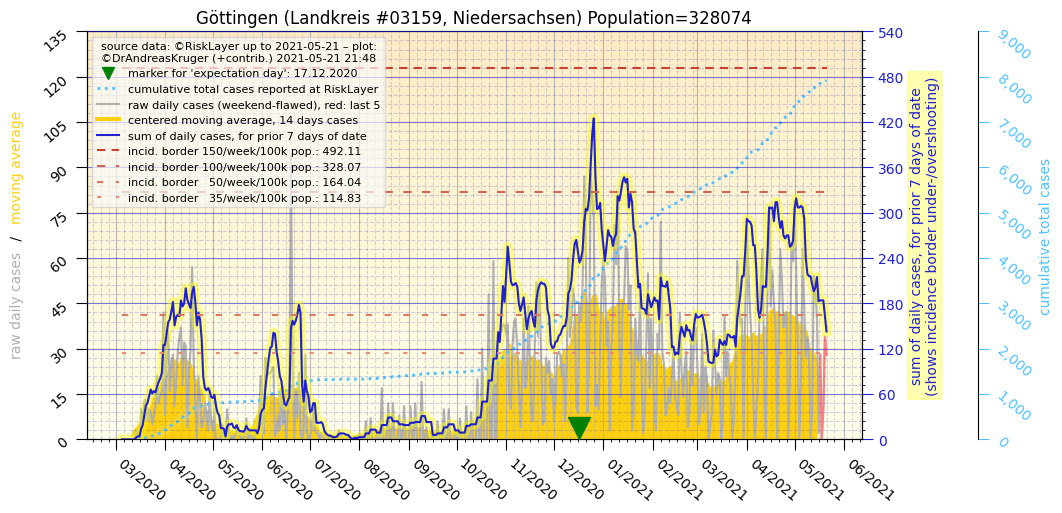 Göttingen (Landkreis #03159, Niedersachsen) Population=328074
source data: ©RiskLayer up to 2021-05-21 – plot:
©DrAndreasKruger (+contrib.) 2021-05-21 21:48
marker for 'expectation day': 17.12.2020
cumulative total cases reported at RiskLayer
raw daily cases (weekend-flawed), red: last 5
centered moving average, 14 days cases
sum of daily cases, for prior 7 days of date
incid. border 150/week/100k pop.: 492.11
incid. border 100/week/100k pop.: 328.07
incid. border 50/week/100k pop.: 164.04
incid. border 35/week/100k pop.: 114.83
raw daily cases / moving average
135
120
105
90
75
60
45
30
15
0
540
480
420
360
300
240
180
120
60
0
sum of daily cases, for prior 7 days of date
(shows incidence border under-/overshooting)
9,000
8,000
7,000
6,000
5,000
4,000
3,000
2,000
1,000
0
cumulative total cases
03/2020
04/2020
05/2020
06/2020
07/2020
08/2020
09/2020
10/2020
11/2020
12/2020
01/2021
02/2021
03/2021
04/2021
05/2021
06/2021